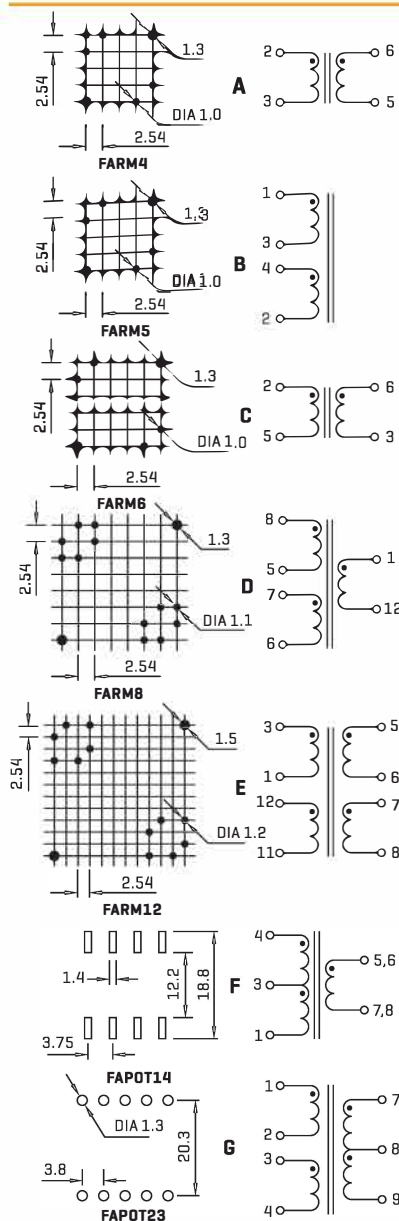 1.3
2.54
DIA 1.0
2.54
FARM4
A
2 6
3 5
1.3
2.54
DIA 1.0
2.54
FARM5
B
1
3
4
2
1.3
2.54
DIA 1.0
2.54
FARM6
C
2 6
5 3
1.3
2.54
DIA 1.1
2.54
FARM8
D
8
5 1
7 12
6
1.5
2.54
DIA 1.2
2.54
FARM12
E
3 5
1 6
12 7
11 8
1.4
12.2
18.8
3.75
FAPOT14
F
4
5,6
3
7,8
1
DIA 1.3
20.3
3.8
FAPOT23
G
1 7
2
3 8
4 9